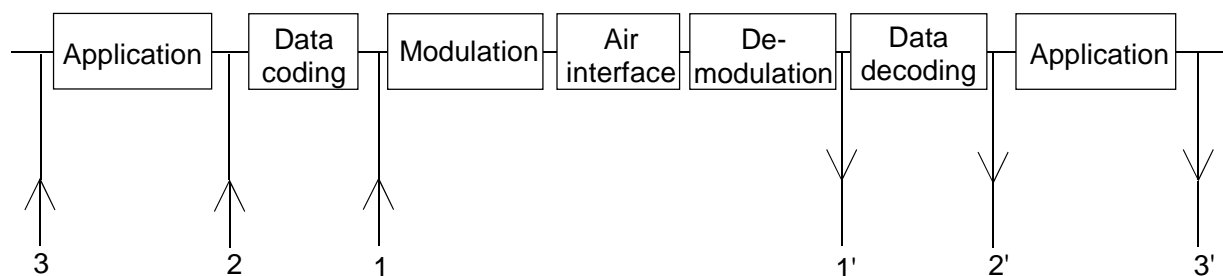 Application
Data
coding
Modulation
Air
interface
De-
modulation
Data
decoding
Application
3
2
1
1'
2'
3'